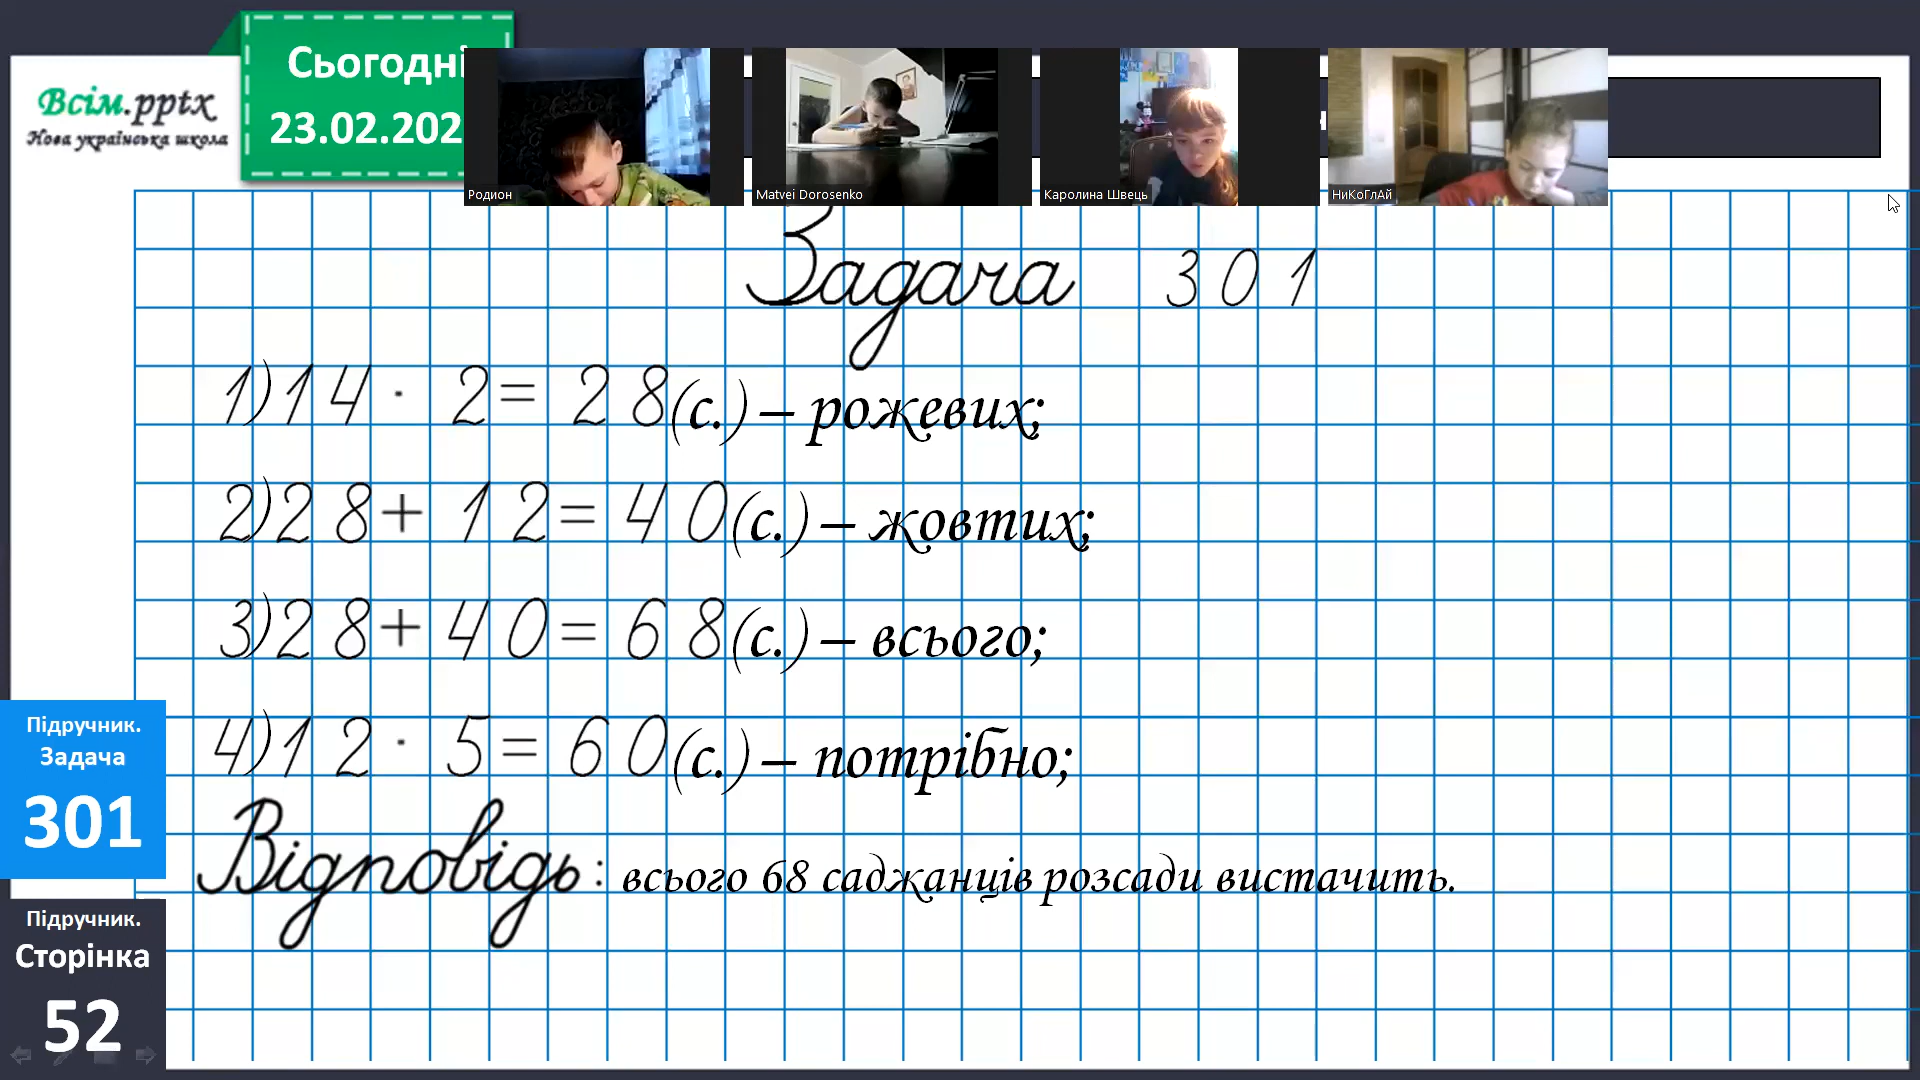 Всім.pptx
Нова українська школа
Сьогодні
23.02.202
Родион
Matvei Dorosenko
Каролина Швець
НиКоГлАй
Задача 301
1) 14 · 2 = 28 (с.) – рожевих;
2) 28 + 12 = 40 (с.) – жовтих;
3) 28 + 40 = 68 (с.) – всього;
4) 12 · 5 = 60 (с.) – потрібно;
Відповідь: всього 68 саджанців розсади вистачить.
Підручник.
Задача
301
Підручник.
Сторінка
52